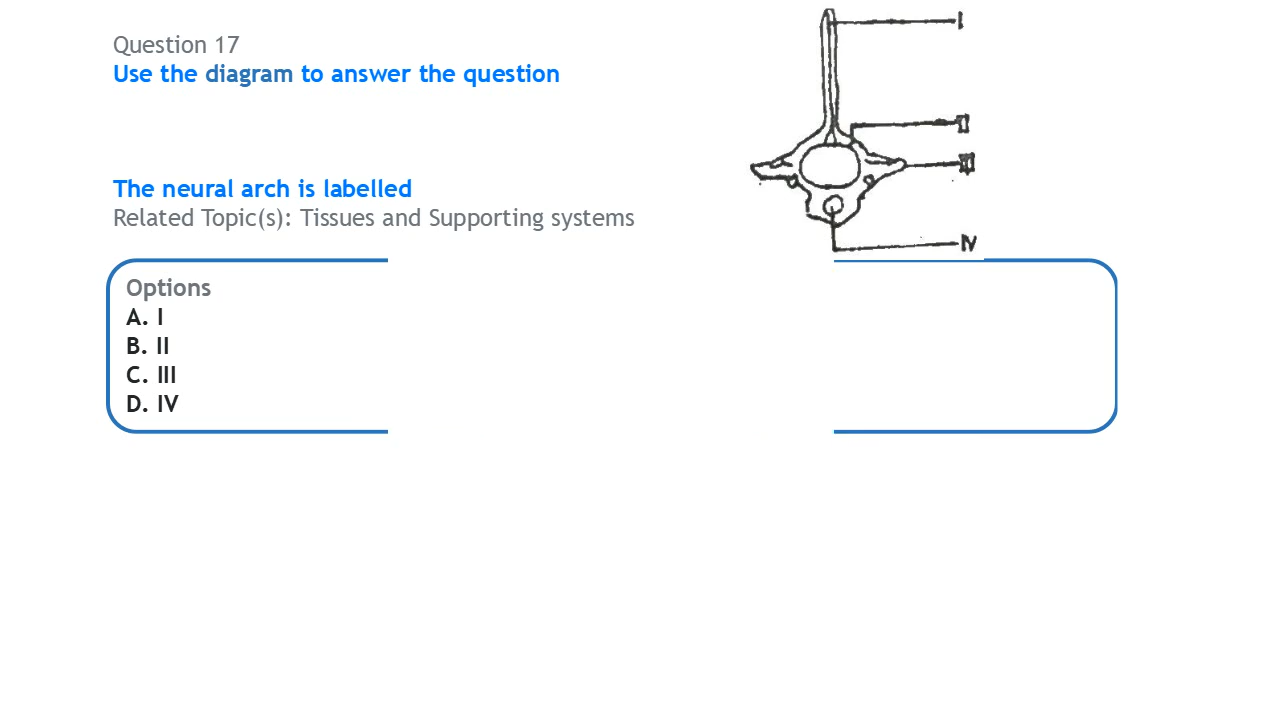 Question 17
Use the diagram to answer the question
I
II
III
The neural arch is labelled
Related Topic(s): Tissues and Supporting systems
IV
Options
A. I
B. II
C. III
D. IV